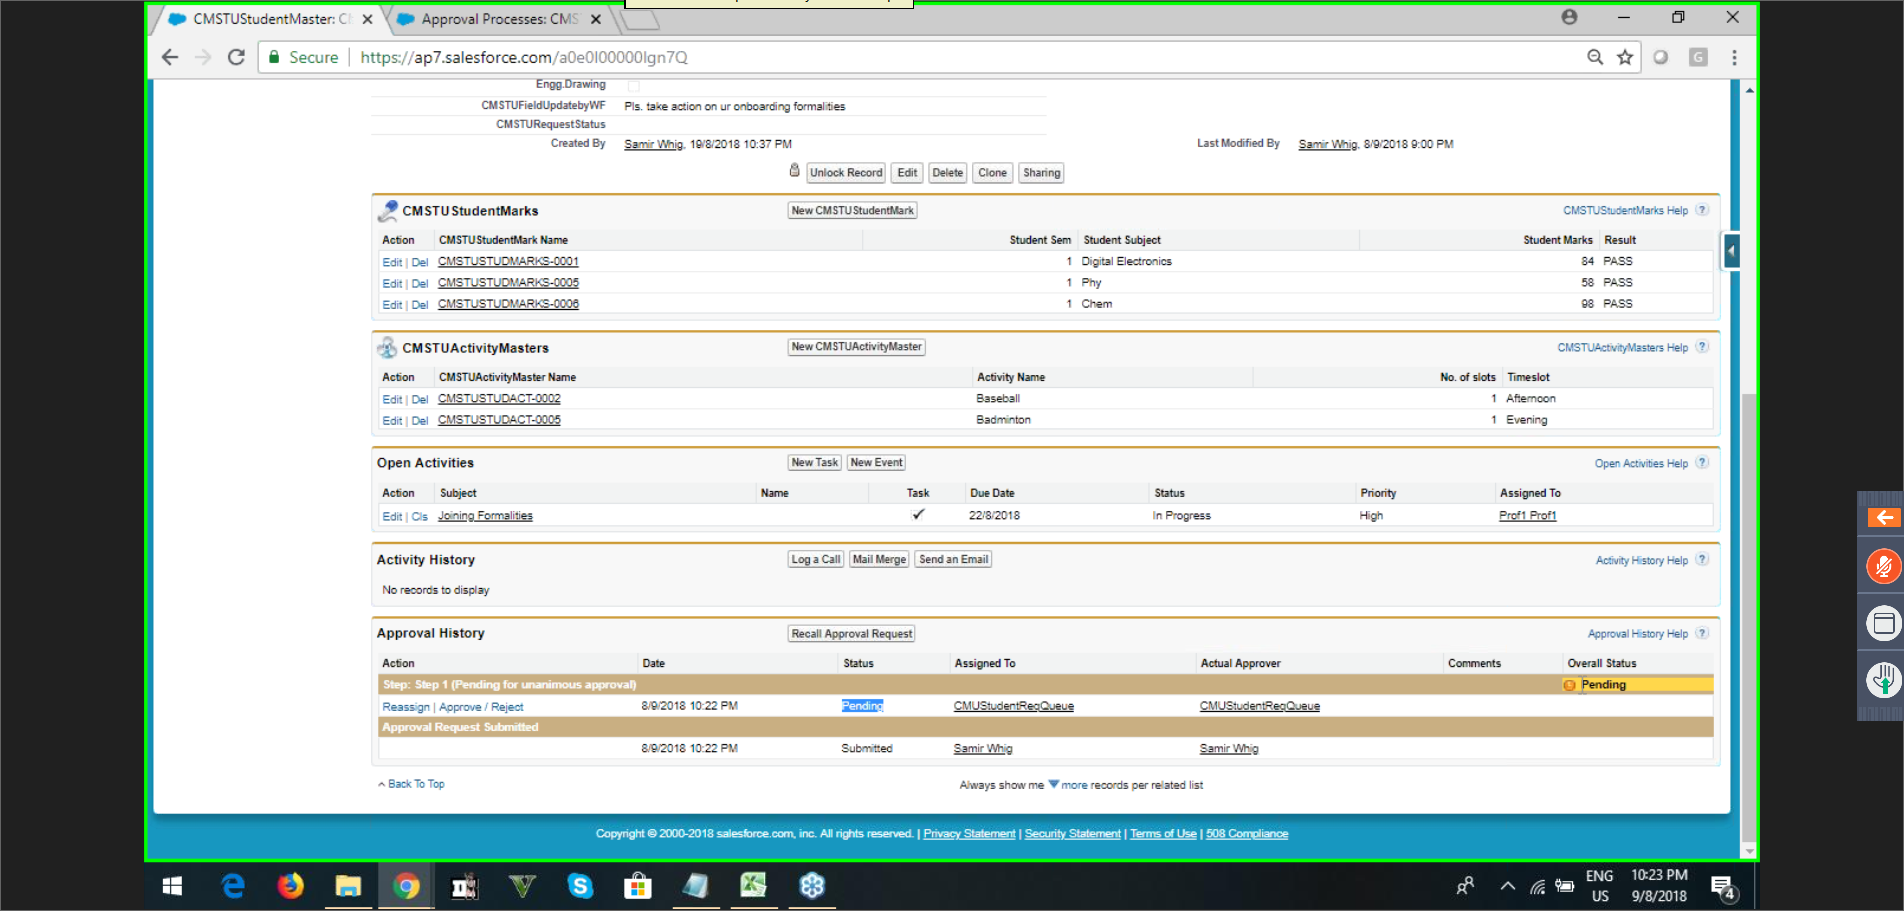 CMSTUStudentMaster: C
Approval Processes: CMS
Secure
https://ap7.salesforce.com/a0e0I00000Ign7Q
G
Engg.Drawing
CMSTUFieldUpdatebyWF Pls. take action on ur onboarding formalities
CMSTURequestStatus
Created By Samir Whig, 19/8/2018 10:37 PM Last Modified By Samir Whig, 8/9/2018 9:00 PM
Unlock Record Edit Delete Clone Sharing
CMSTUStudentMarks New CMSTUStudentMark CMSTUStudentMarks Help ?
Action CMSTUStudentMark Name Student Sem Student Subject Student Marks Result
Edit | Del CMSTUSTUDMARKS-0001 1 Digital Electronics 84 PASS
Edit | Del CMSTUSTUDMARKS-0005 1 Phy 58 PASS
Edit | Del CMSTUSTUDMARKS-0006 1 Chem 98 PASS
CMSTUActivityMasters New CMSTUActivityMaster CMSTUActivityMasters Help ?
Action CMSTUActivityMaster Name Activity Name No. of slots Timeslot
Edit | Del CMSTUSTUDACT-0002 Baseball 1 Afternoon
Edit | Del CMSTUSTUDACT-0005 Badminton 1 Evening
Open Activities New Task New Event Open Activities Help ?
Action Subject Name Task Due Date Status Priority Assigned To
Edit | Cls Joining Formalities 22/8/2018 In Progress High Prof1 Prof1
Activity History Log a Call Mail Merge Send an Email Activity History Help ?
No records to display
Approval History Recall Approval Request Approval History Help ?
Action Date Status Assigned To Actual Approver Comments Overall Status
Step: Step 1 (Pending for unanimous approval) Pending
Reassign | Approve / Reject 8/9/2018 10:22 PM Pending CMUStudentReqQueue CMUStudentReqQueue
Approval Request Submitted
8/9/2018 10:22 PM Submitted Samir Whig Samir Whig
Back To Top Always show me more records per related list
Copyright © 2000-2018 salesforce.com, inc. All rights reserved. | Privacy Statement | Security Statement | Terms of Use | 508 Compliance
ENG
US
10:23 PM
9/8/2018
4